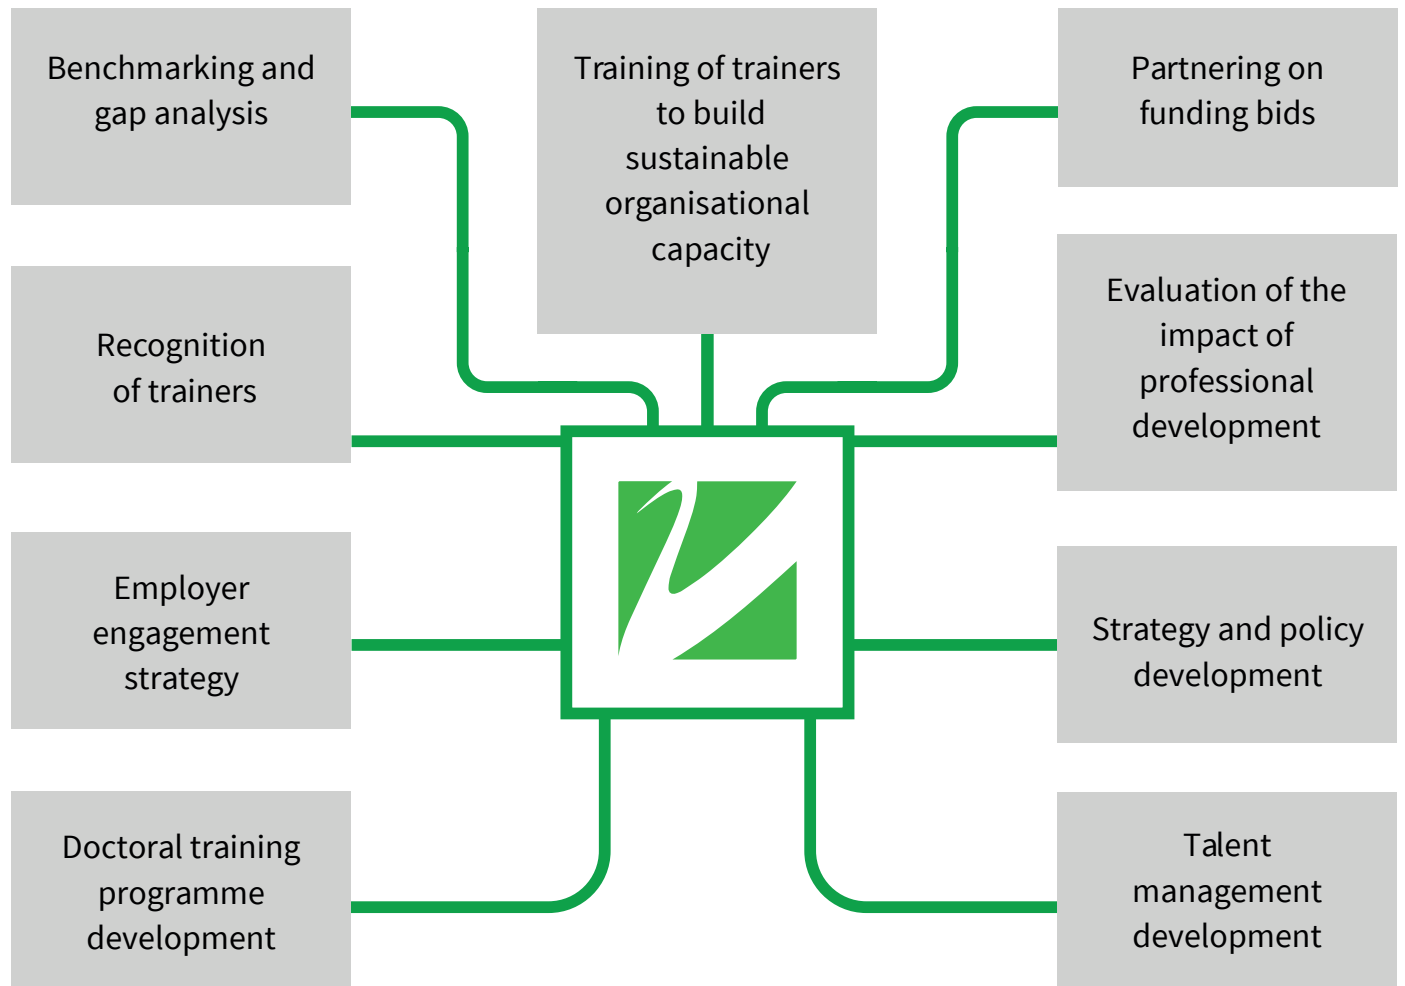 Benchmarking and
gap analysis
Training of trainers
to build
sustainable
organisational
capacity
Partnering on
funding bids
Recognition
of trainers
Evaluation of the
impact of
professional
development
Employer
engagement
strategy
Strategy and policy
development
Doctoral training
programme
development
Talent
management
development